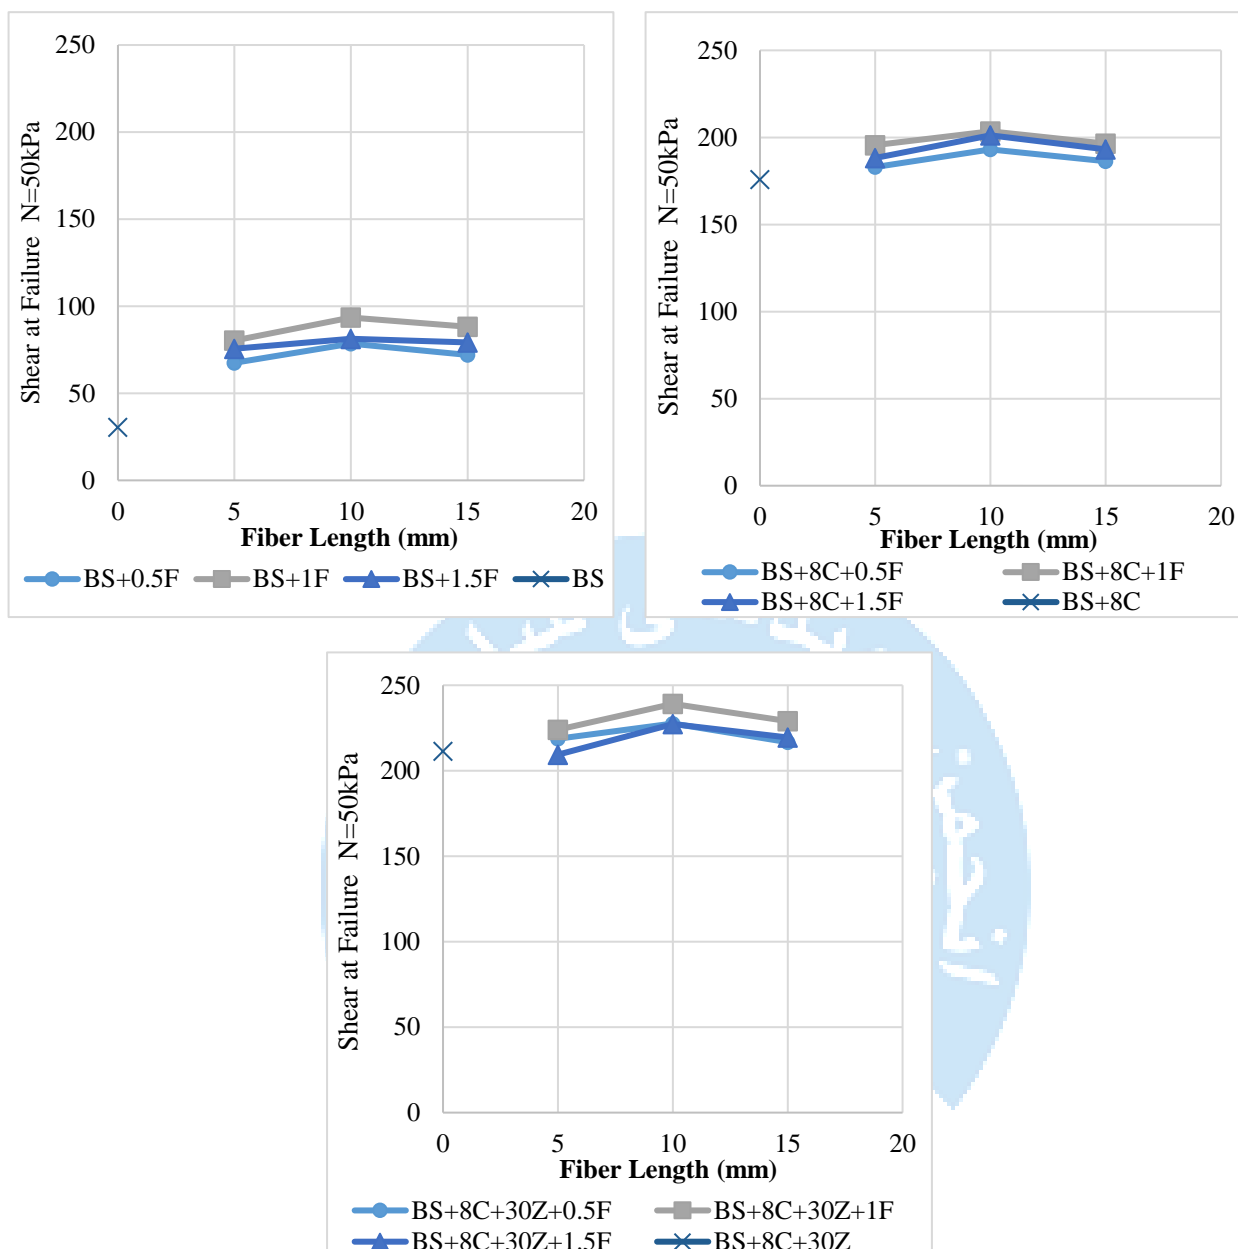 250
200
150
100
50
0
0 5 10 15 20
Shear at Failure N=50kPa
Fiber Length (mm)
BS+0.5F BS+1F BS+1.5F BS
250
200
150
100
50
0
0 5 10 15 20
Shear at Failure N=50kPa
Fiber Length (mm)
BS+8C+0.5F BS+8C+1F
BS+8C+1.5F BS+8C
250
200
150
100
50
0
0 5 10 15 20
Shear at Failure N=50kPa
Fiber Length (mm)
BS+8C+30Z+0.5F BS+8C+30Z+1F
BS+8C+30Z+1.5F BS+8C+30Z